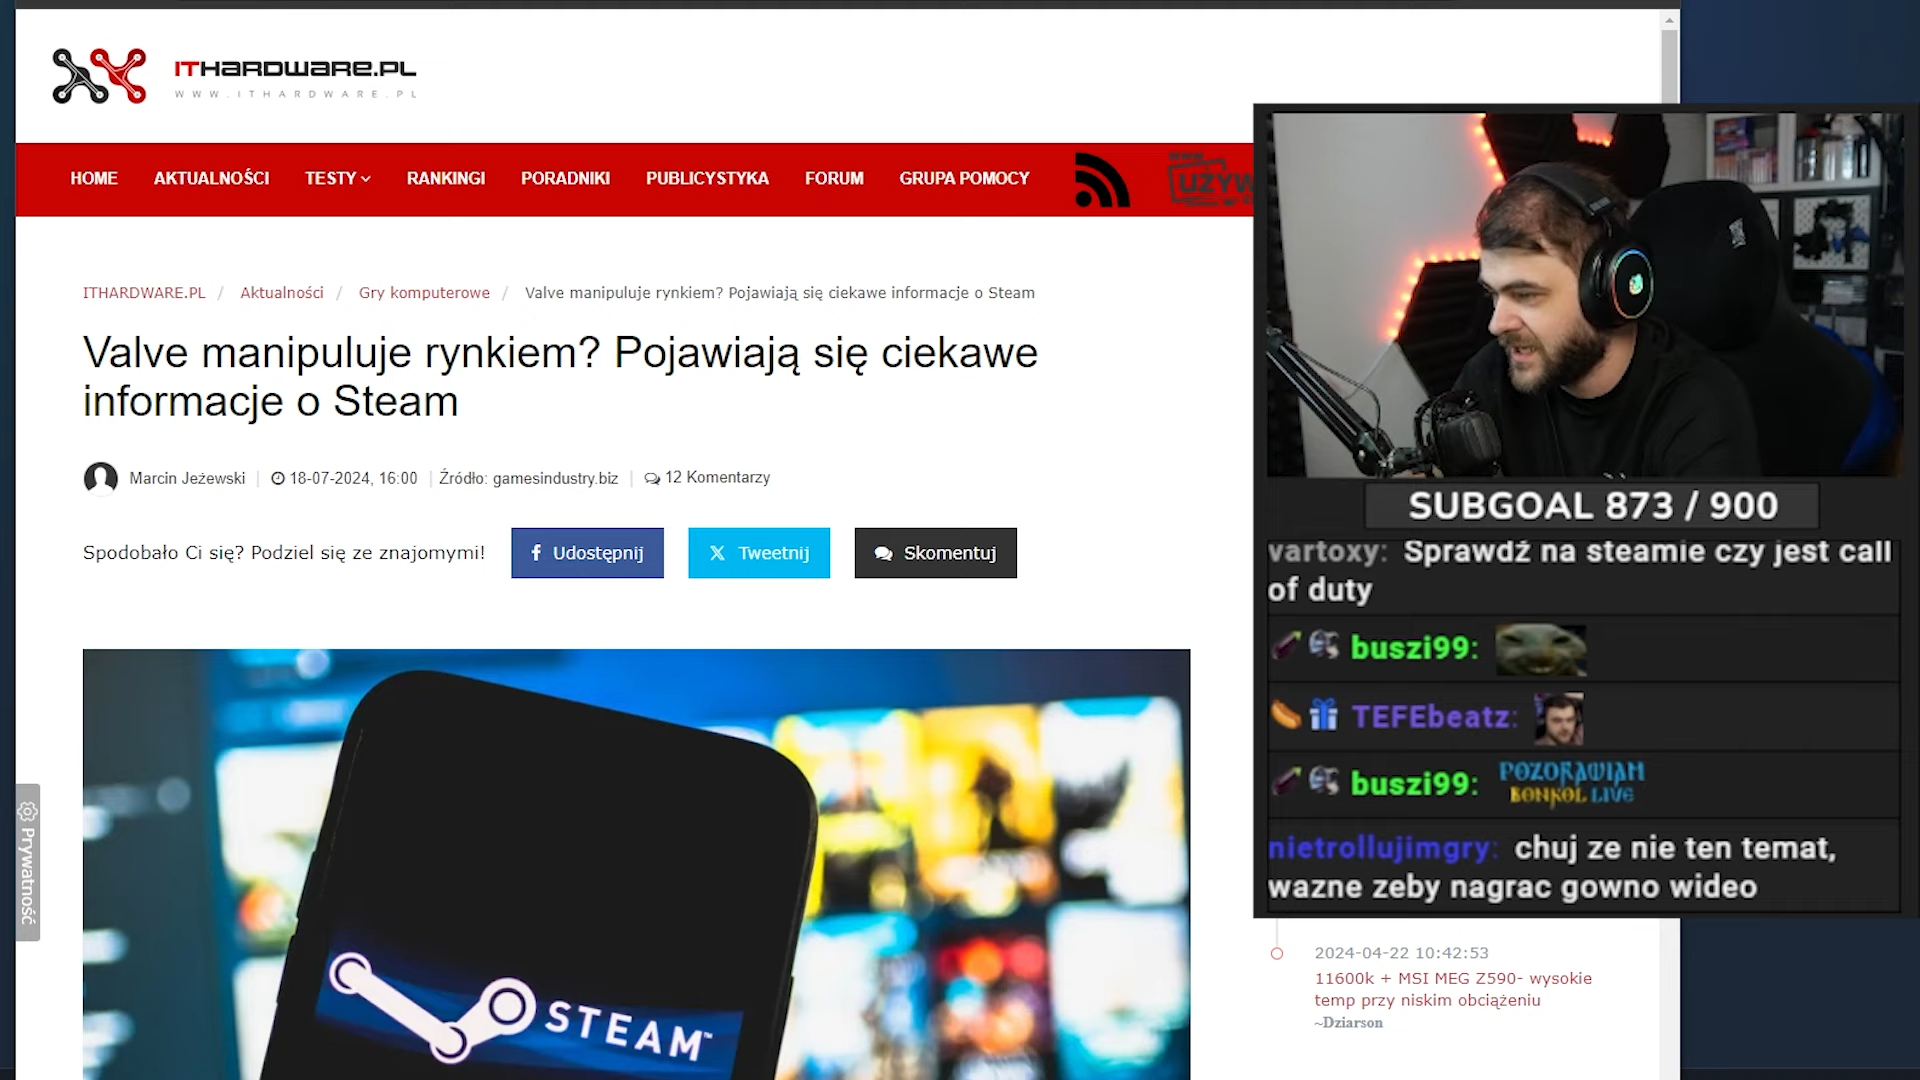 ITHARDWARE.PL
WWW.ITHARDWARE.PL
HOME AKTUALNOŚCI TESTY RANKINGI PORADNIKI PUBLICYSTYKA FORUM GRUPA POMOCY
ITHARDWARE.PL / Aktualności / Gry komputerowe / Valve manipuluje rynkiem? Pojawiają się ciekawe informacje o Steam
Valve manipuluje rynkiem? Pojawiają się ciekawe
informacje o Steam
Marcin Jeżewski | 18-07-2024, 16:00 | Źródło: gamesindustry.biz | 12 Komentarzy
Spodobało Ci się? Podziel się ze znajomymi! Udostępnij Tweetnij Skomentuj
STEAM™
Prywatność
SUBGOAL 873 / 900
vartoxy: Sprawdź na steamie czy jest call
of duty
buszi99:
TEFEbeatz:
buszi99: POZDRAWIAM
BONKOL LIVE
nietrollujimgry: chuj ze nie ten temat,
wazne zeby nagrac gowno wideo
2024-04-22 10:42:53
11600k + MSI MEG Z590- wysokie
temp przy niskim obciążeniu
~Dziarson